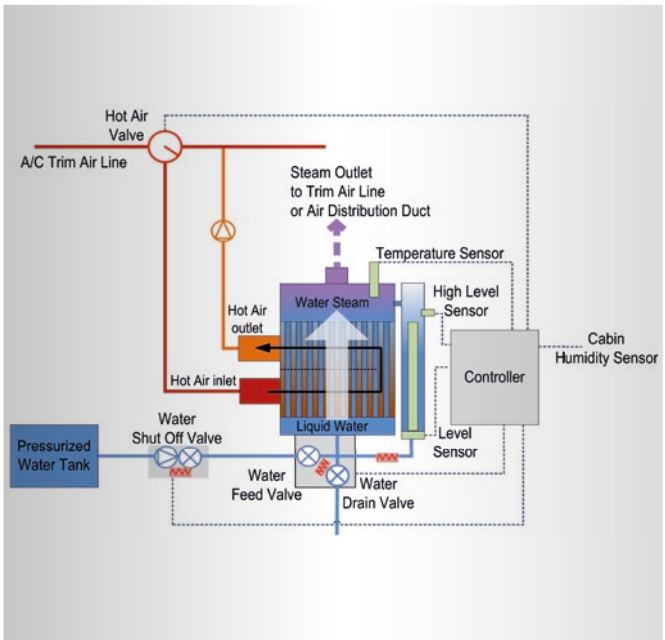 Hot Air
Valve
A/C Trim Air Line
Steam Outlet
to Trim Air Line
or Air Distribution Duct
Temperature Sensor
Water Steam
High Level
Sensor
Hot Air
outlet
Cabin
Humidity Sensor
Controller
Hot Air inlet
Liquid Water
Water
Shut Off Valve
Pressurized
Water Tank
Level
Sensor
Water
Feed Valve
Water
Drain Valve